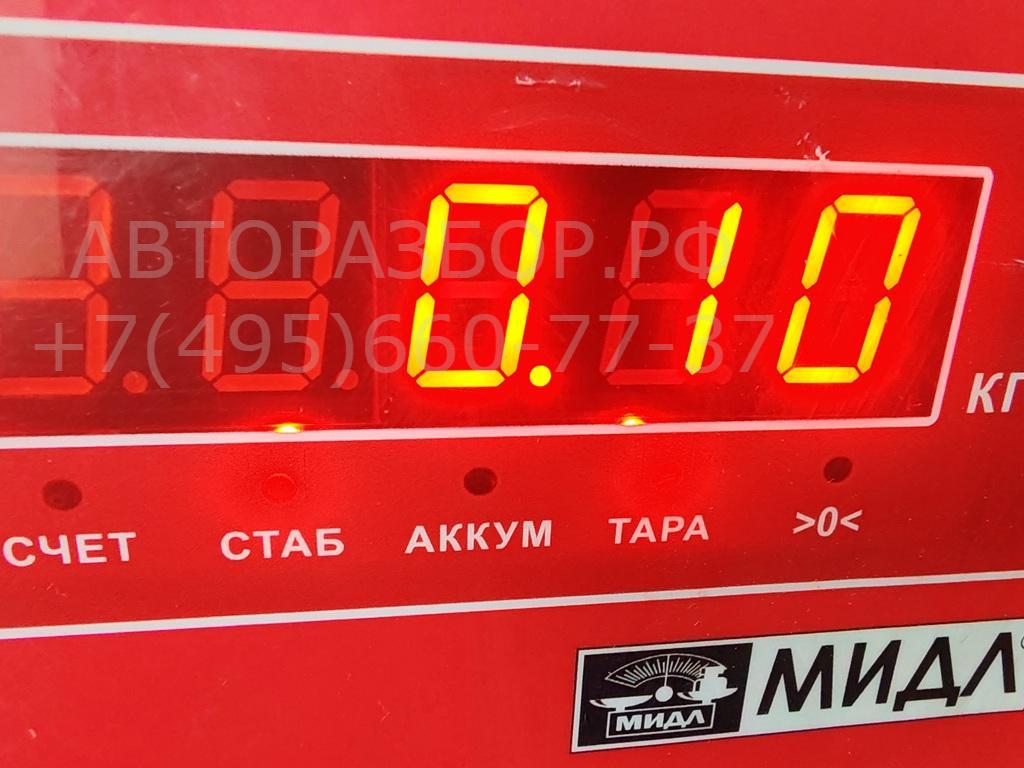 АВТОРАЗБОР.РФ
+7(495)660-77-37
0.10
КГ
СЧЕТ СТАБ АККУМ ТАРА >0<
МИДЛ МИДЛ